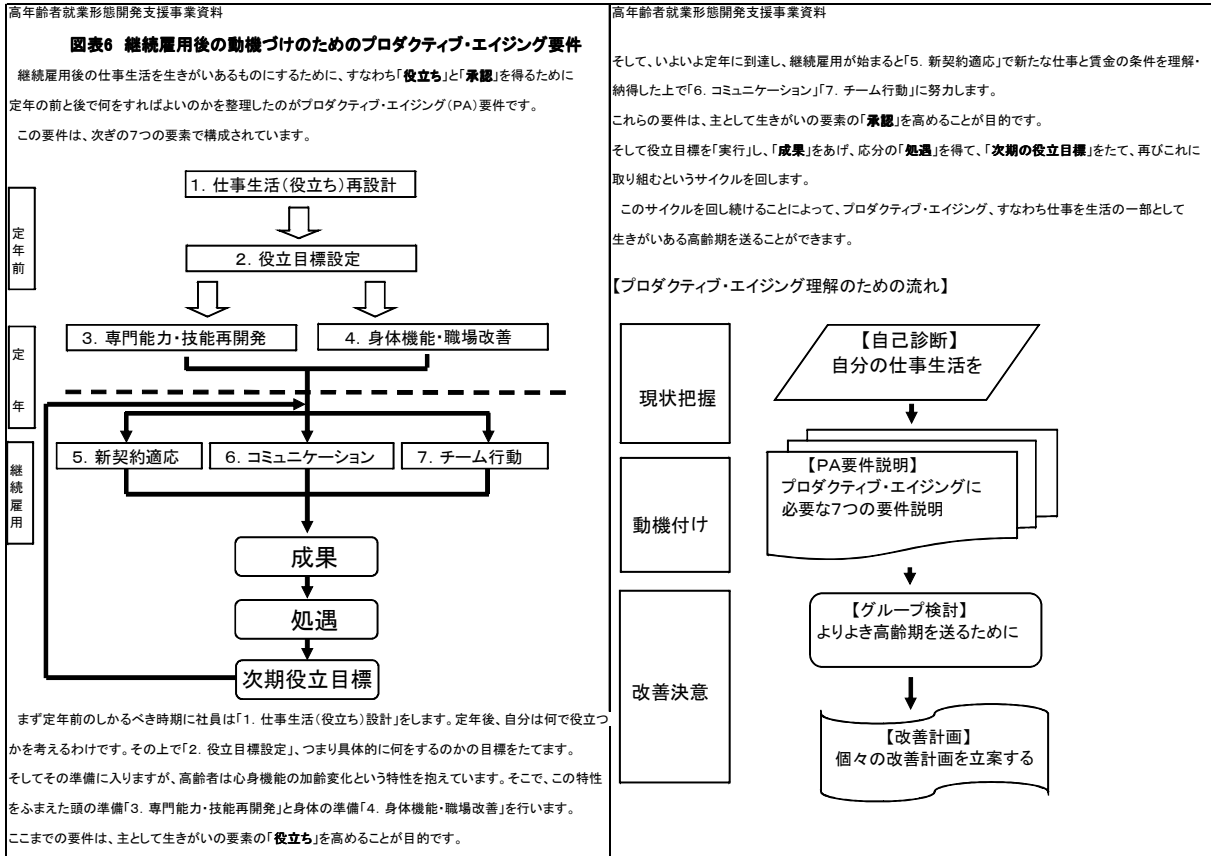 高年齢者就業形態開発支援事業資料
図表6 継続雇用後の動機づけのためのプロダクティブ・エイジング要件
継続雇用後の仕事生活を生きがいあるものにするために、すなわち「役立ち」と「承認」を得るために
定年の前と後で何をすればよいのかを整理したのがプロダクティブ・エイジング(PA)要件です。
この要件は、次ぎの7つの要素で構成されています。
定年前
1. 仕事生活(役立ち)再設計
2. 役立目標設定
定年
3. 専門能力・技能再開発
4. 身体機能・職場改善
継続雇用
5. 新契約適応
6. コミュニケーション
7. チーム行動
成果
処遇
次期役立目標
まず定年前のしかるべき時期に社員は「1. 仕事生活(役立ち)設計」をします。定年後、自分は何で役立つ
かを考えるわけです。その上で「2. 役立目標設定」、つまり具体的に何をするのかの目標をたてます。
そしてその準備に入りますが、高齢者は心身機能の加齢変化という特性を抱えています。そこで、この特性
をふまえた頭の準備「3. 専門能力・技能再開発」と身体の準備「4. 身体機能・職場改善」を行います。
ここまでの要件は、主として生きがいの要素の「役立ち」を高めることが目的です。
高年齢者就業形態開発支援事業資料
そして、いよいよ定年に到達し、継続雇用が始まると「5. 新契約適応」で新たな仕事と賃金の条件を理解・
納得した上で「6. コミュニケーション」「7. チーム行動」に努力します。
これらの要件は、主として生きがいの要素の「承認」を高めることが目的です。
そして役立目標を「実行」し、「成果」をあげ、応分の「処遇」を得て、「次期の役立目標」をたて、再びこれに
取り組むというサイクルを回します。
このサイクルを回し続けることによって、プロダクティブ・エイジング、すなわち仕事を生活の一部として
生きがいある高齢期を送ることができます。
【プロダクティブ・エイジング理解のための流れ】
現状把握
【自己診断】
自分の仕事生活を
動機付け
【PA要件説明】
プロダクティブ・エイジングに
必要な7つの要件説明
改善決意
【グループ検討】
よりよき高齢期を送るために
【改善計画】
個々の改善計画を立案する